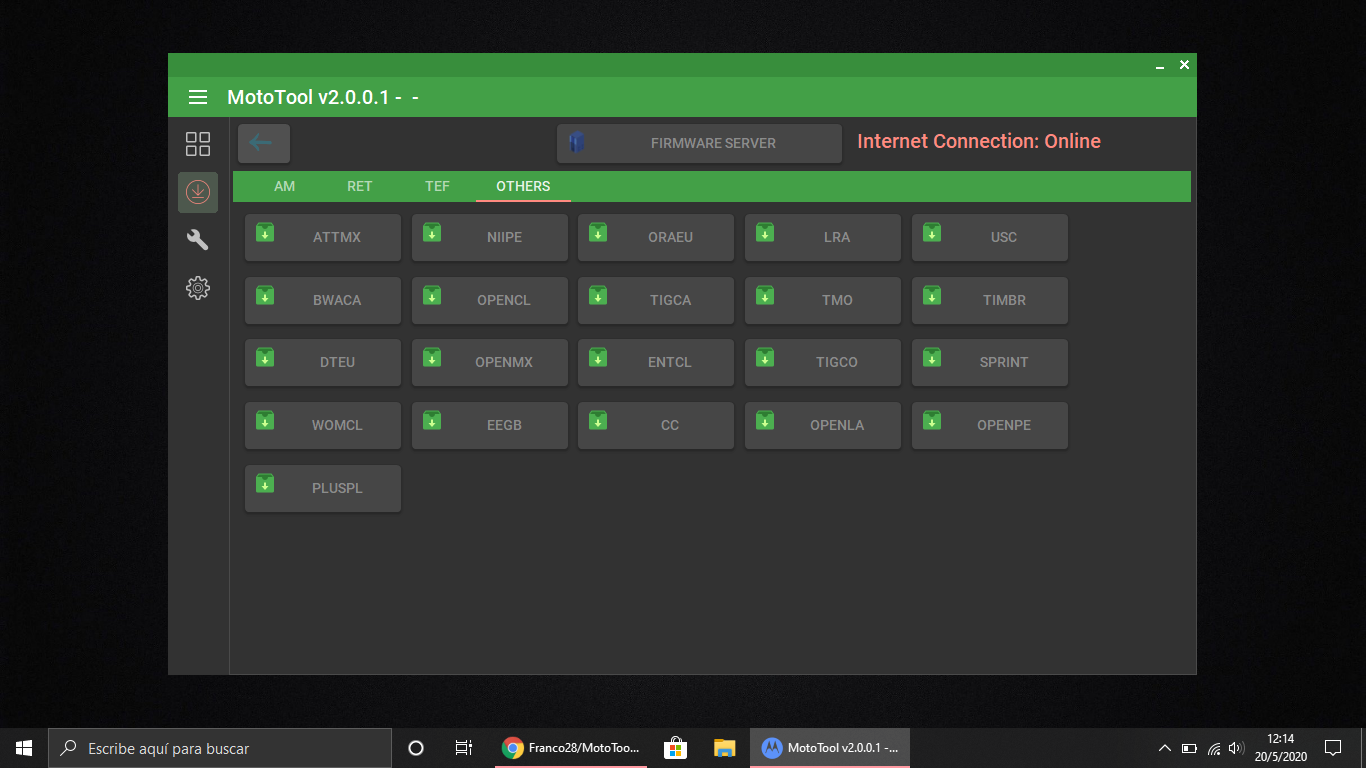 MotoTool v2.0.0.1 - -
FIRMWARE SERVER
Internet Connection: Online
AM RET TEF OTHERS
ATTMX NIIPE ORAEU LRA USC
BWACA OPENCL TIGCA TMO TIMBR
DTEU OPENMX ENTCL TIGCO SPRINT
WOMCL EEGB CC OPENLA OPENPE
PLUSPL
Escribe aquí para buscar
Franco28/MotoToo...
MotoTool v2.0.0.1 -...
12:14
20/5/2020